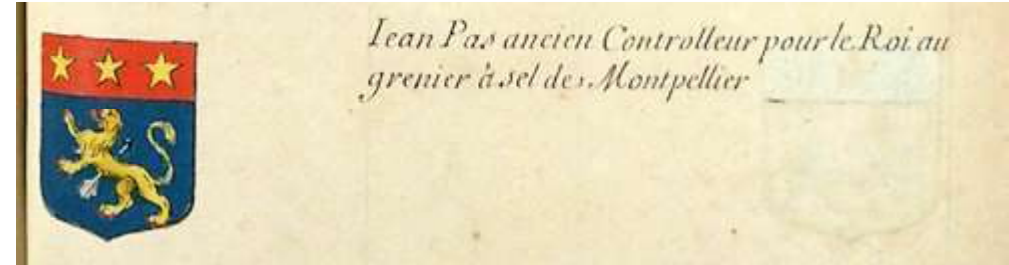 Iean Pas ancien Controlleur pour le Roi au
grenier à sel de Montpellier